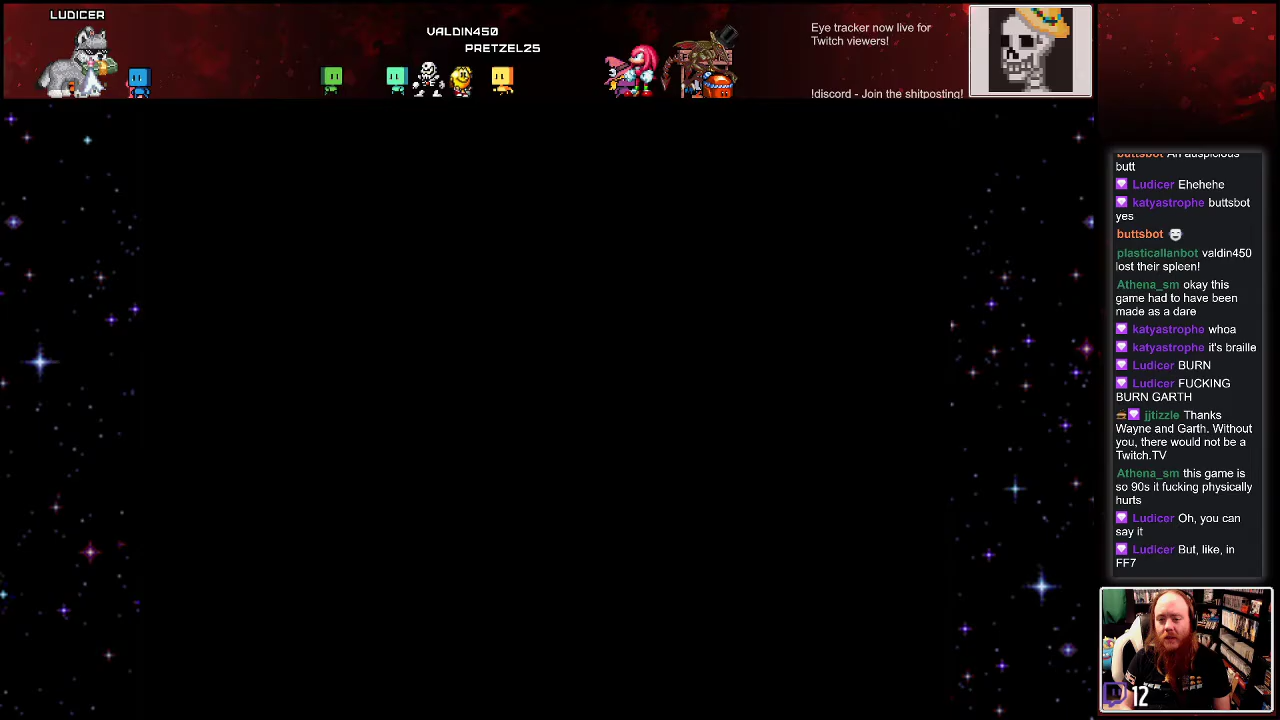 LUDICER
VALDIN450
PRETZEL25
Eye tracker now live for
Twitch viewers!
!discord - Join the shitposting!
buttsbot An auspicious
butt
Ludicer Ehehehe
katyastrophe buttsbot
yes
buttsbot
plasticallanbot valdin450
lost their spleen!
Athena_sm okay this
game had to have been
made as a dare
katyastrophe whoa
katyastrophe it's braille
Ludicer BURN
Ludicer FUCKING
BURN GARTH
jjtizzle Thanks
Wayne and Garth. Without
you, there would not be a
Twitch.TV
Athena_sm this game is
so 90s it fucking physically
hurts
Ludicer Oh, you can
say it
Ludicer But, like, in
FF7
12